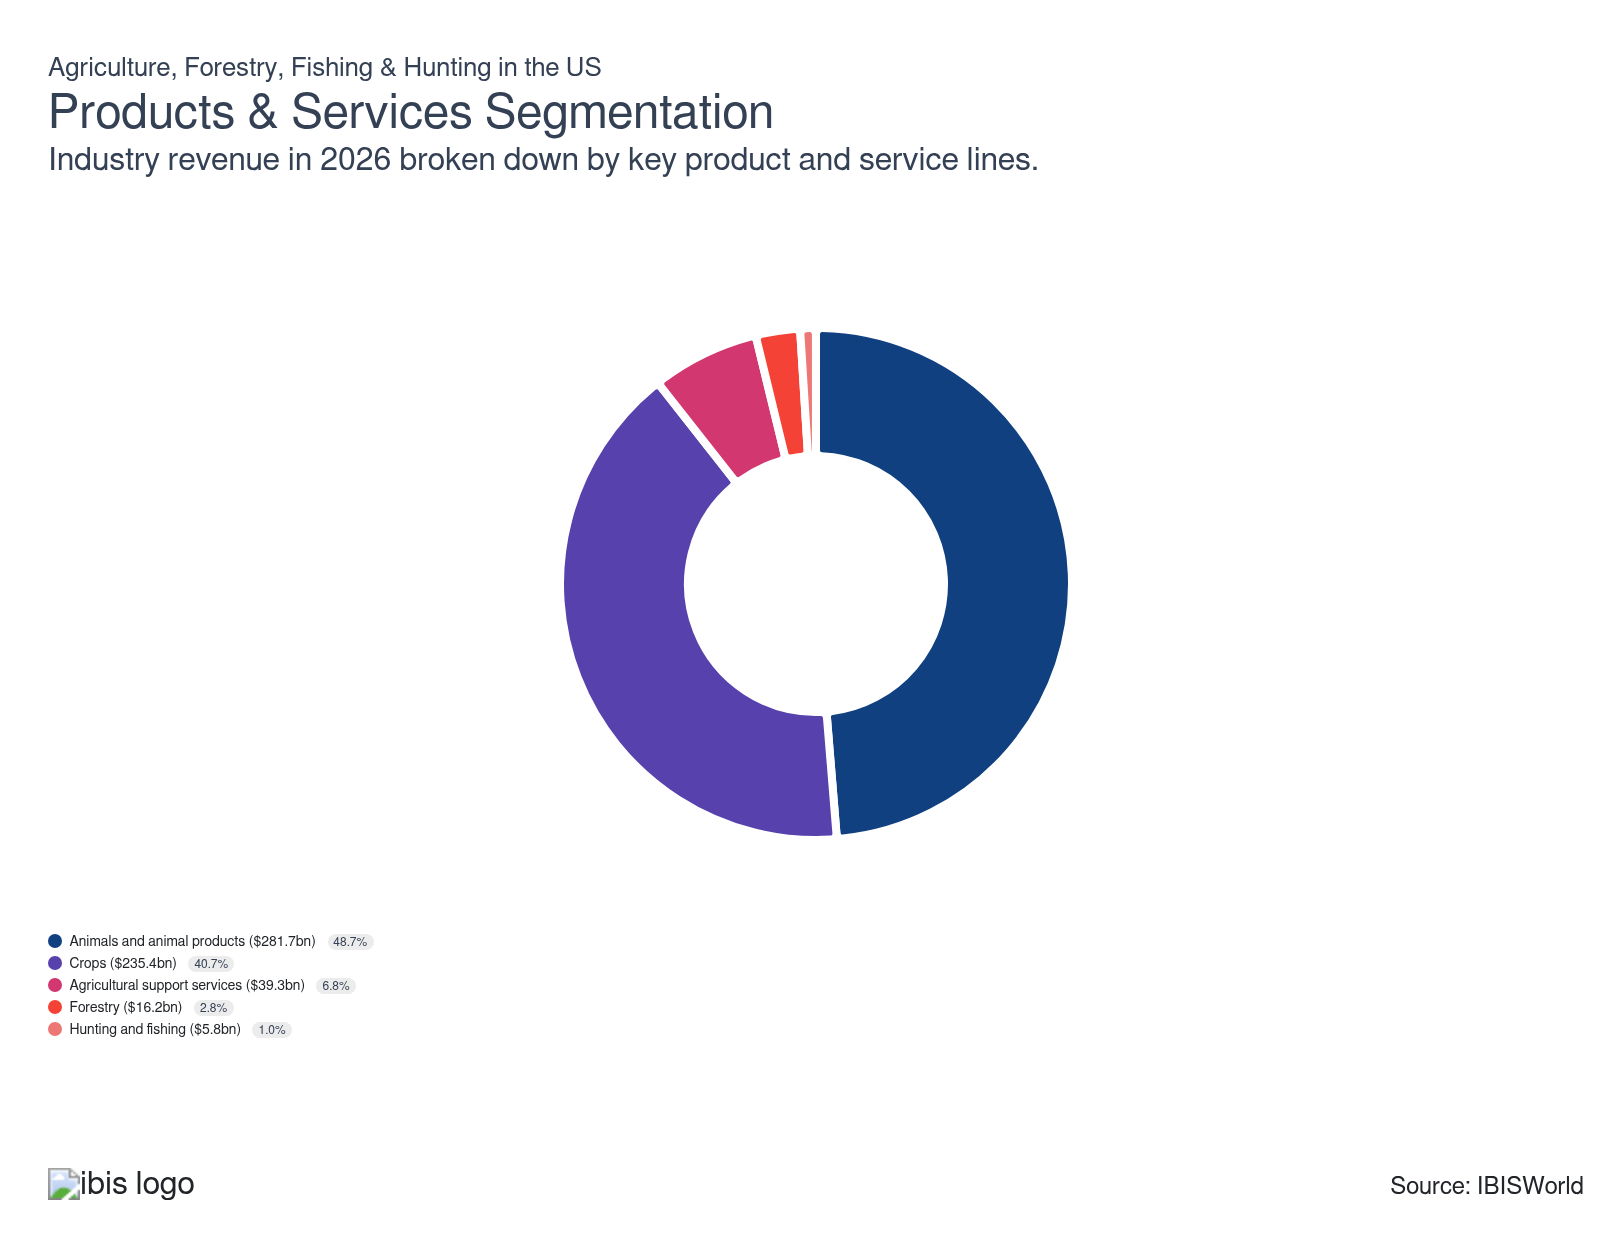 Agriculture, Forestry, Fishing & Hunting in the US
Products & Services Segmentation
Industry revenue in 2026 broken down by key product and service lines.
Animals and animal products ($281.7bn) 48.7%
Crops ($235.4bn) 40.7%
Agricultural support services ($39.3bn) 6.8%
Forestry ($16.2bn) 2.8%
Hunting and fishing ($5.8bn) 1.0%
ibis logo
Source: IBISWorld